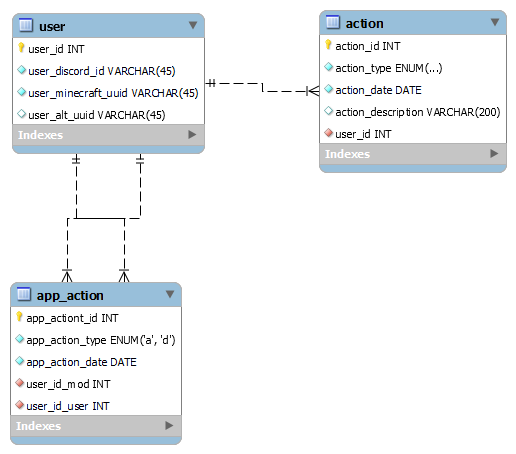 user
user_id INT
user_discord_id VARCHAR(45)
user_minecraft_uuid VARCHAR(45)
user_alt_uuid VARCHAR(45)
Indexes
action
action_id INT
action_type ENUM(...)
action_date DATE
action_description VARCHAR(200)
user_id INT
Indexes
app_action
app_actiont_id INT
app_action_type ENUM('a', 'd')
app_action_date DATE
user_id_mod INT
user_id_user INT
Indexes